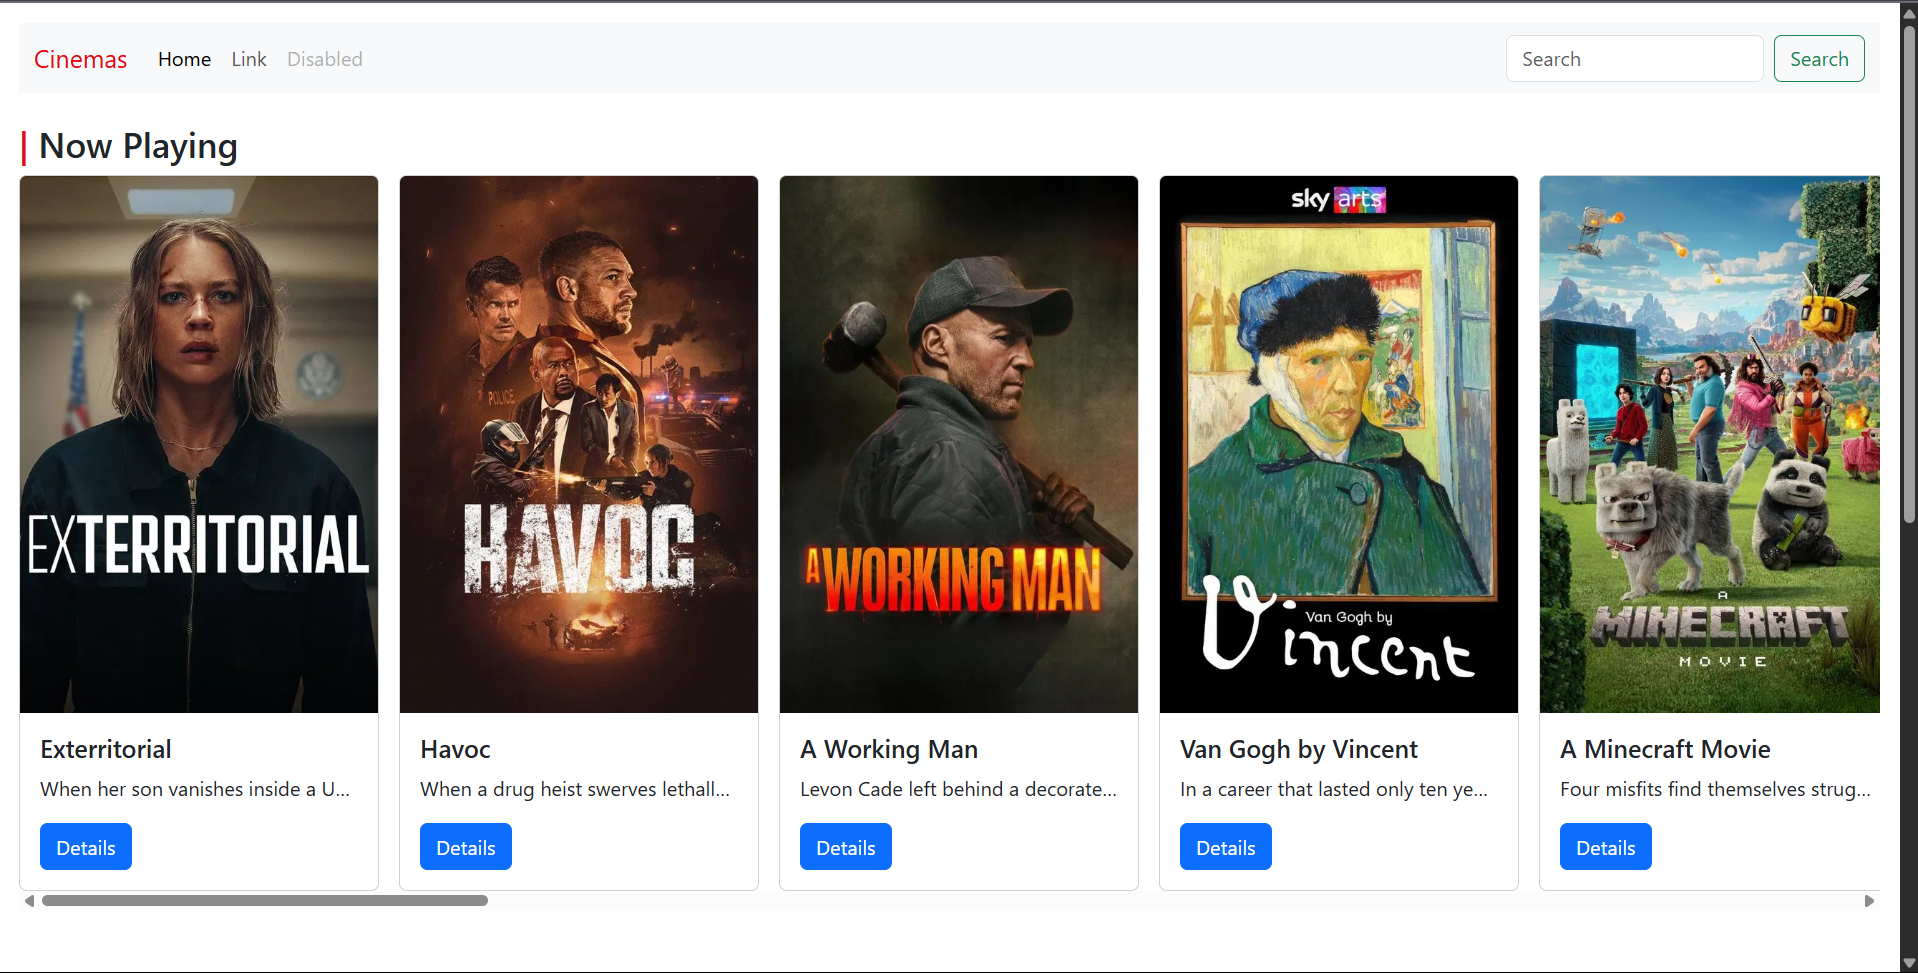 Cinemas Home Link Disabled Search Search
| Now Playing
EXTERRITORIAL
POLICE
HAVOC
A WORKING MAN
sky arts
Van Gogh by
Vincent
A
MINECRAFT
MOVIE
Exterritorial
When her son vanishes inside a U...
Details
Havoc
When a drug heist swerves lethall...
Details
A Working Man
Levon Cade left behind a decorate...
Details
Van Gogh by Vincent
In a career that lasted only ten ye...
Details
A Minecraft Movie
Four misfits find themselves strug...
Details